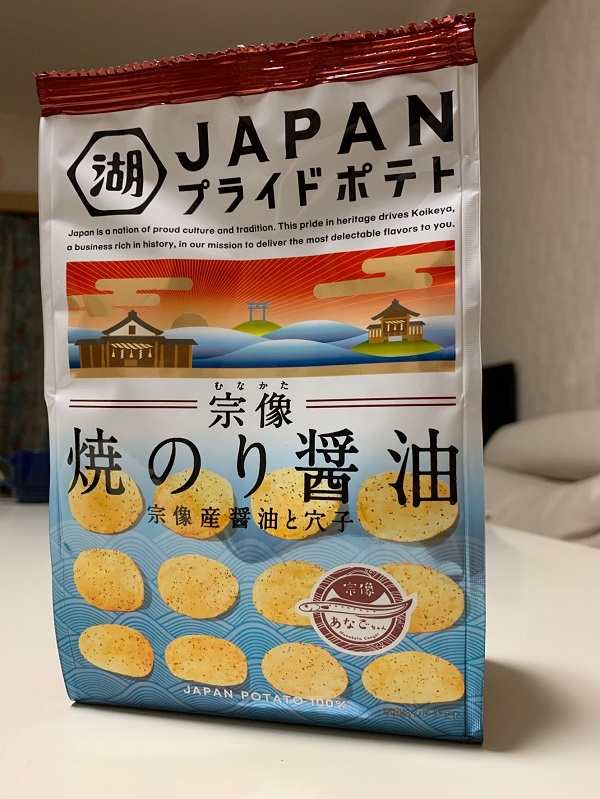 湖
JAPAN
プライドポテト
Japan is a nation of proud culture and tradition. This pride in heritage drives Koikeya,
a business rich in history, in our mission to deliver the most delectable flavors to you.
むなかた
宗像
焼のり醤油
宗像産醤油と穴子
宗像
あなごちゃん
JAPAN POTATO 100%